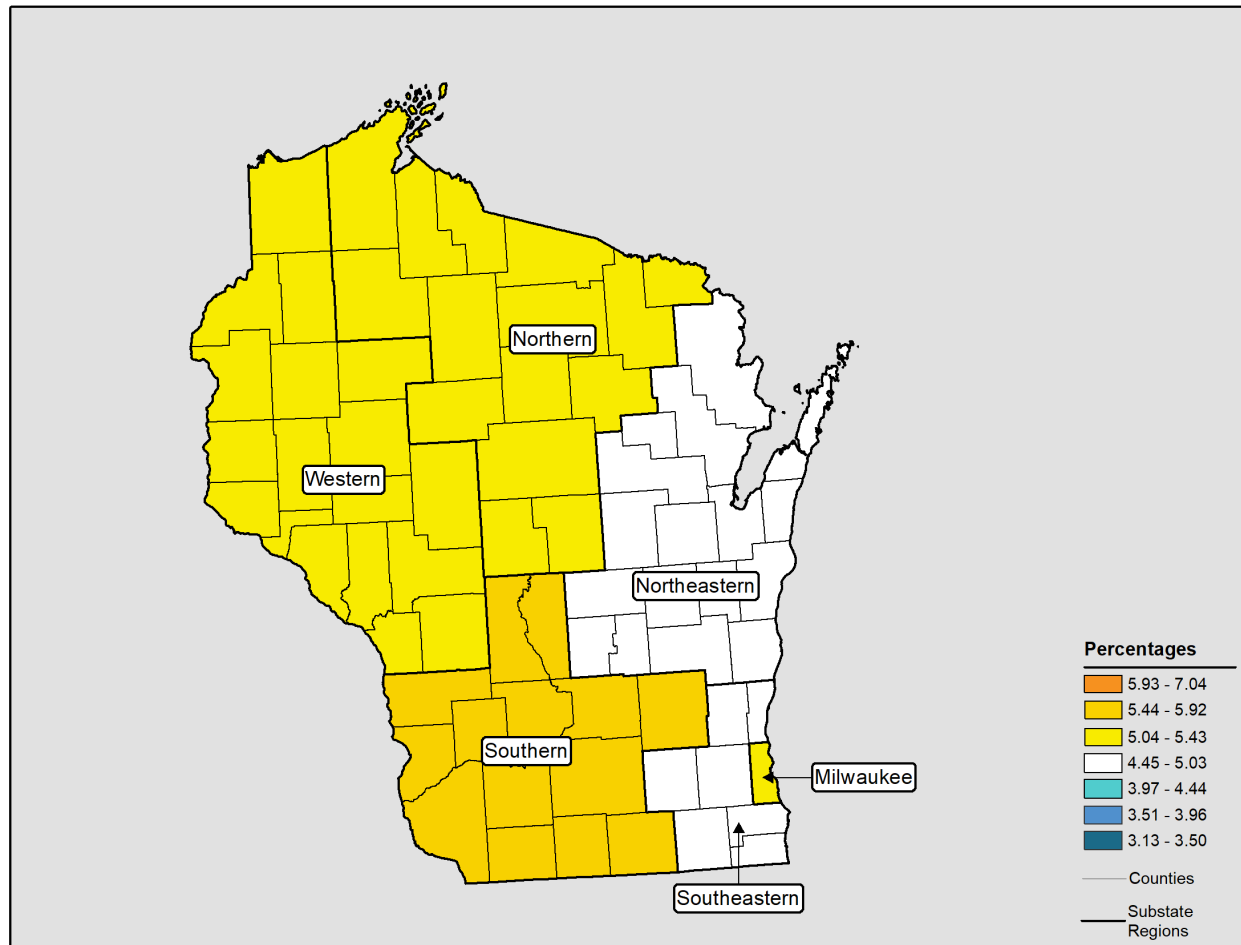 Northern
Western
Northeastern
Southern
Milwaukee
Southeastern
Percentages
5.93 - 7.04
5.44 - 5.92
5.04 - 5.43
4.45 - 5.03
3.97 - 4.44
3.51 - 3.96
3.13 - 3.50
Counties
Substate
Regions